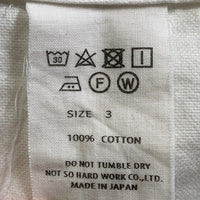 30
F W
SIZE 3
100% COTTON
DO NOT TUMBLE DRY
NOT SO HARD WORK CO., LTD.
MADE IN JAPAN